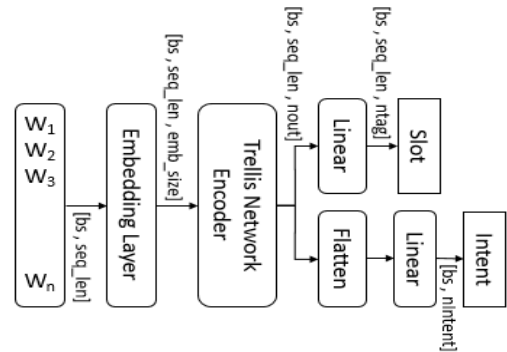 W1
W2
W3
Wn
[bs , seq_len]
Embedding Layer
[bs , seq_len , emb_size]
Trellis Network
Encoder
[bs , seq_len , nout]
Linear
[bs , seq_len , ntag]
Slot
Flatten
Linear
[bs , nIntent]
Intent